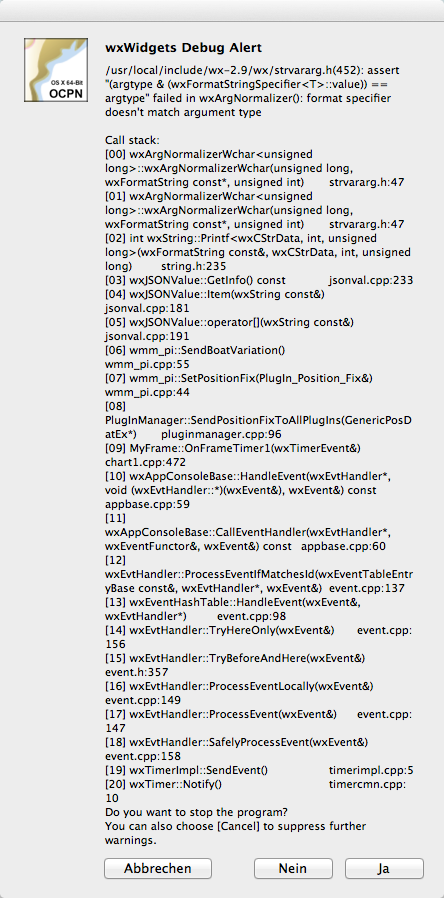 OS X 64-Bit
OCPN
wxWidgets Debug Alert
/usr/local/include/wx-2.9/wx/strvararg.h(452): assert
"(argtype & (wxFormatStringSpecifier<T>::value)) ==
argtype" failed in wxArgNormalizer(): format specifier
doesn't match argument type
Call stack:
[00] wxArgNormalizerWchar<unsigned
long>::wxArgNormalizerWchar(unsigned long,
wxFormatString const*, unsigned int) strvararg.h:47
[01] wxArgNormalizerWchar<unsigned
long>::wxArgNormalizerWchar(unsigned long,
wxFormatString const*, unsigned int) strvararg.h:47
[02] int wxString::Printf<wxCStrData, int, unsigned
long>(wxFormatString const&, wxCStrData, int, unsigned
long) string.h:235
[03] wxJSONValue::GetInfo() const jsonval.cpp:233
[04] wxJSONValue::Item(wxString const&)
jsonval.cpp:181
[05] wxJSONValue::operator[](wxString const&)
jsonval.cpp:191
[06] wmm_pi::SendBoatVariation()
wmm_pi.cpp:55
[07] wmm_pi::SetPositionFix(PlugIn_Position_Fix&)
wmm_pi.cpp:44
[08]
PlugInManager::SendPositionFixToAllPlugIns(GenericPosD
atEx*) pluginmanager.cpp:96
[09] MyFrame::OnFrameTimer1(wxTimerEvent&)
chart1.cpp:472
[10] wxAppConsoleBase::HandleEvent(wxEvtHandler*,
void (wxEvtHandler::*)(wxEvent&), wxEvent&) const
appbase.cpp:59
[11]
wxAppConsoleBase::CallEventHandler(wxEvtHandler*,
wxEventFunctor&, wxEvent&) const appbase.cpp:60
[12]
wxEvtHandler::ProcessEventIfMatchesId(wxEventTableEntr
yBase const&, wxEvtHandler*, wxEvent&) event.cpp:137
[13] wxEventHashTable::HandleEvent(wxEvent&,
wxEvtHandler*) event.cpp:98
[14] wxEvtHandler::TryHereOnly(wxEvent&) event.cpp:
156
[15] wxEvtHandler::TryBeforeAndHere(wxEvent&)
event.h:357
[16] wxEvtHandler::ProcessEventLocally(wxEvent&)
event.cpp:149
[17] wxEvtHandler::ProcessEvent(wxEvent&) event.cpp:
147
[18] wxEvtHandler::SafelyProcessEvent(wxEvent&)
event.cpp:158
[19] wxTimerImpl::SendEvent() timerimpl.cpp:5
[20] wxTimer::Notify() timercmn.cpp:
10
Do you want to stop the program?
You can also choose [Cancel] to suppress further
warnings.
Abbrechen Nein Ja